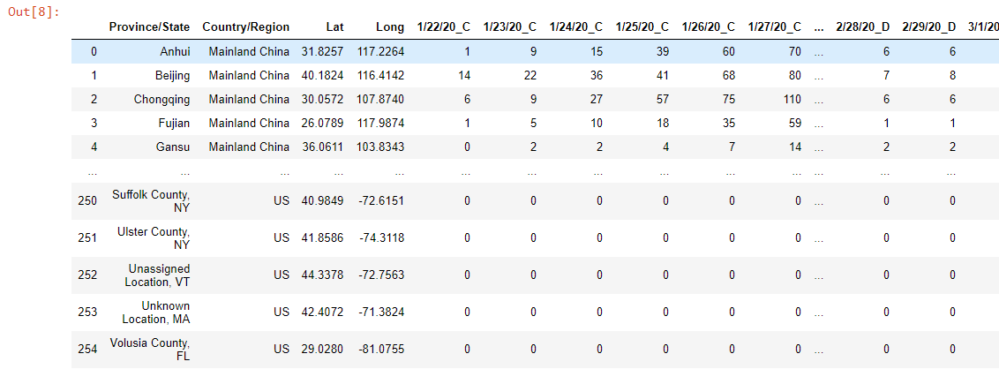 Out[8]:
Province/State Country/Region Lat Long 1/22/20_C 1/23/20_C 1/24/20_C 1/25/20_C 1/26/20_C 1/27/20_C ... 2/28/20_D 2/29/20_D 3/1/20
0 Anhui Mainland China 31.8257 117.2264 1 9 15 39 60 70 ... 6 6
1 Beijing Mainland China 40.1824 116.4142 14 22 36 41 68 80 ... 7 8
2 Chongqing Mainland China 30.0572 107.8740 6 9 27 57 75 110 ... 6 6
3 Fujian Mainland China 26.0789 117.9874 1 5 10 18 35 59 ... 1 1
4 Gansu Mainland China 36.0611 103.8343 0 2 2 4 7 14 ... 2 2
... ... ... ... ... ... ... ... ... ... ... ... ... ...
250 Suffolk County, NY US 40.9849 -72.6151 0 0 0 0 0 0 ... 0 0
251 Ulster County, NY US 41.8586 -74.3118 0 0 0 0 0 0 ... 0 0
252 Unassigned Location, VT US 44.3378 -72.7563 0 0 0 0 0 0 ... 0 0
253 Unknown Location, MA US 42.4072 -71.3824 0 0 0 0 0 0 ... 0 0
254 Volusia County, FL US 29.0280 -81.0755 0 0 0 0 0 0 ... 0 0